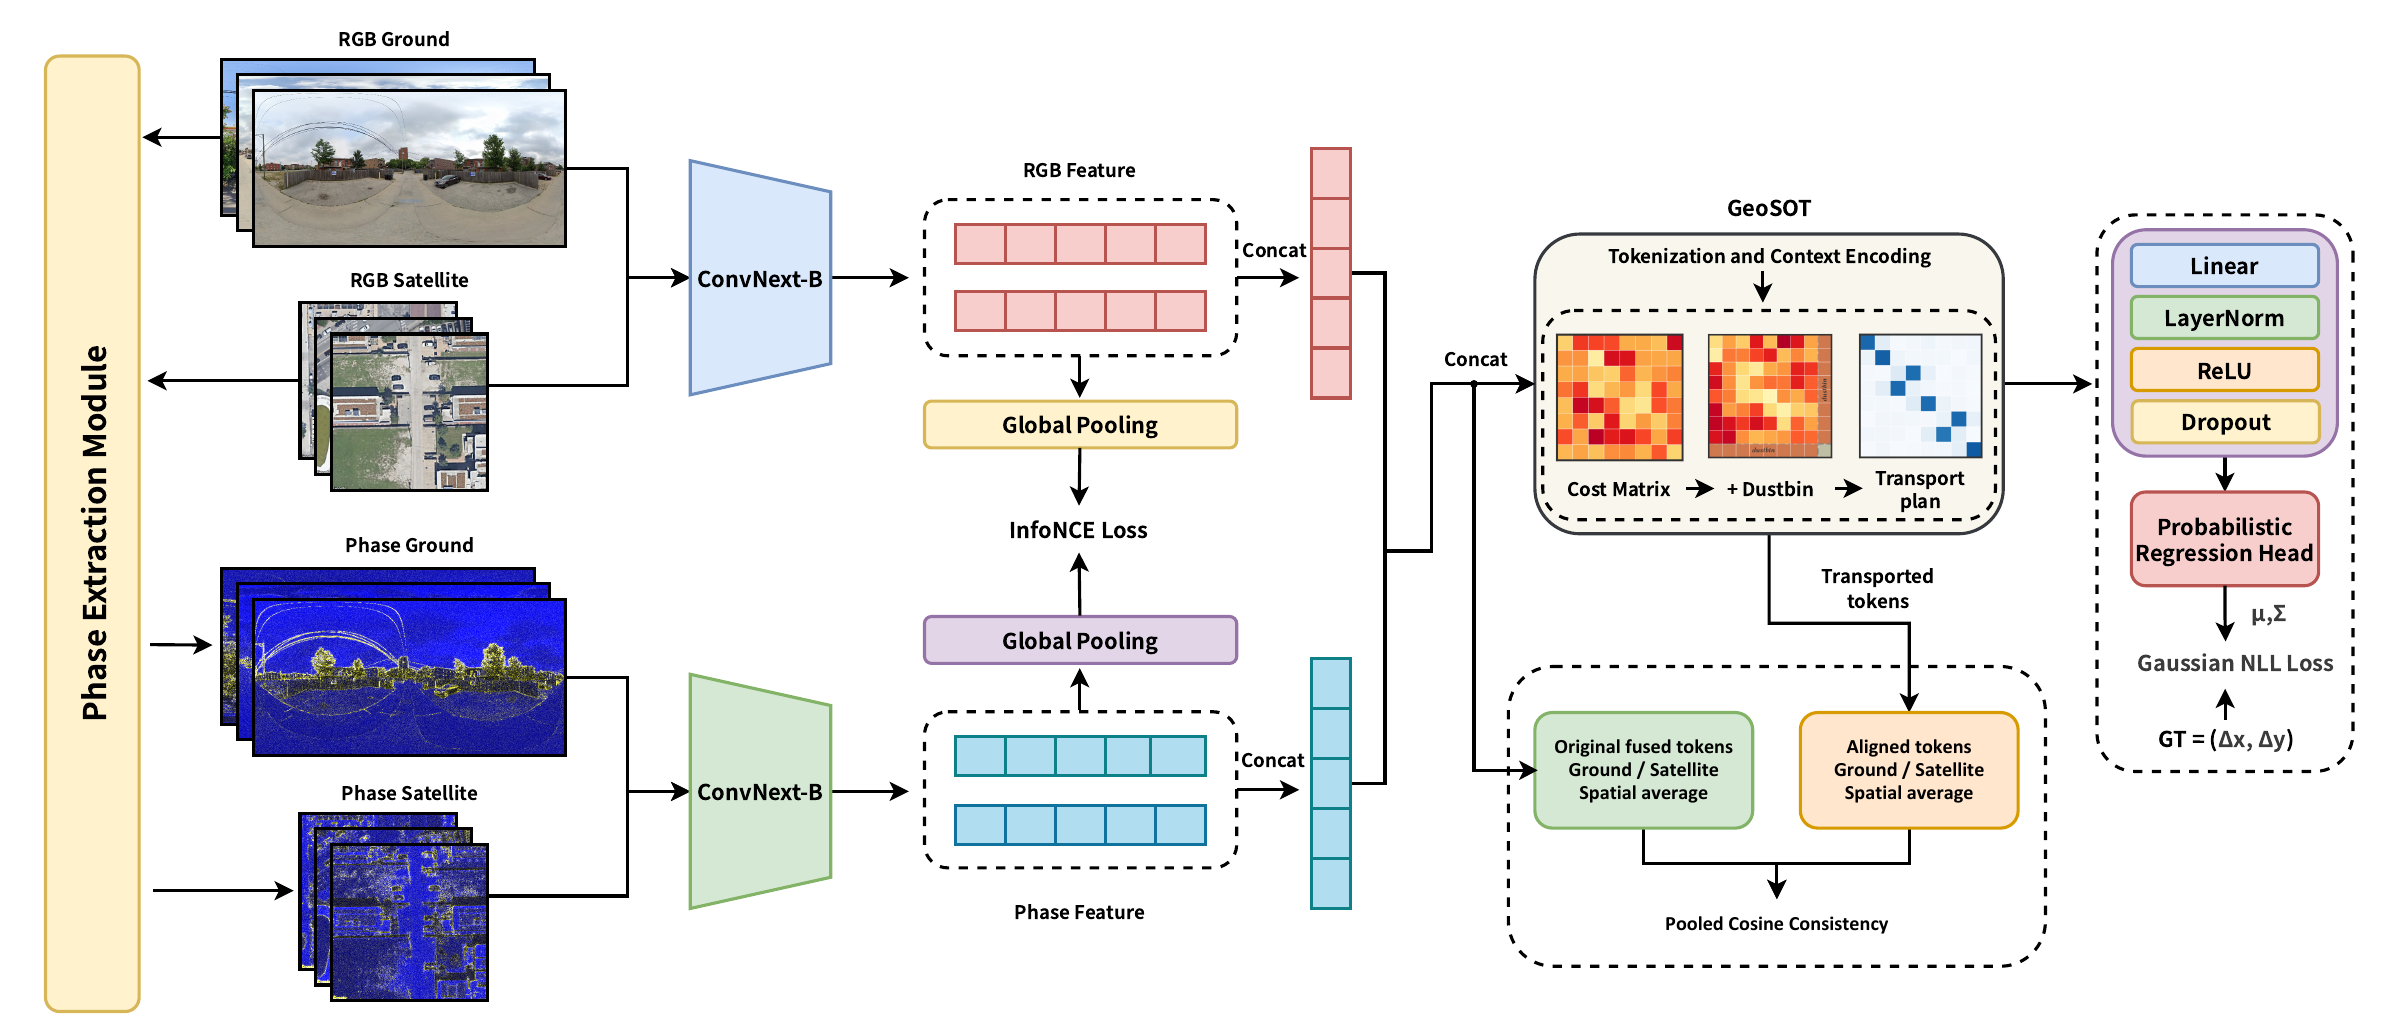 Phase Extraction Module
RGB Ground
RGB Satellite
Phase Ground
Phase Satellite
ConvNext-B
ConvNext-B
RGB Feature
Global Pooling
InfoNCE Loss
Global Pooling
Phase Feature
Concat
Concat
Concat
GeoSOT
Tokenization and Context Encoding
dustbin
dustbin
Cost Matrix
+ Dustbin
Transport
plan
Transported
tokens
Original fused tokens
Ground / Satellite
Spatial average
Aligned tokens
Ground / Satellite
Spatial average
Pooled Cosine Consistency
Linear
LayerNorm
ReLU
Dropout
Probabilistic
Regression Head
μ,Σ
Gaussian NLL Loss
GT = (Δx, Δy)